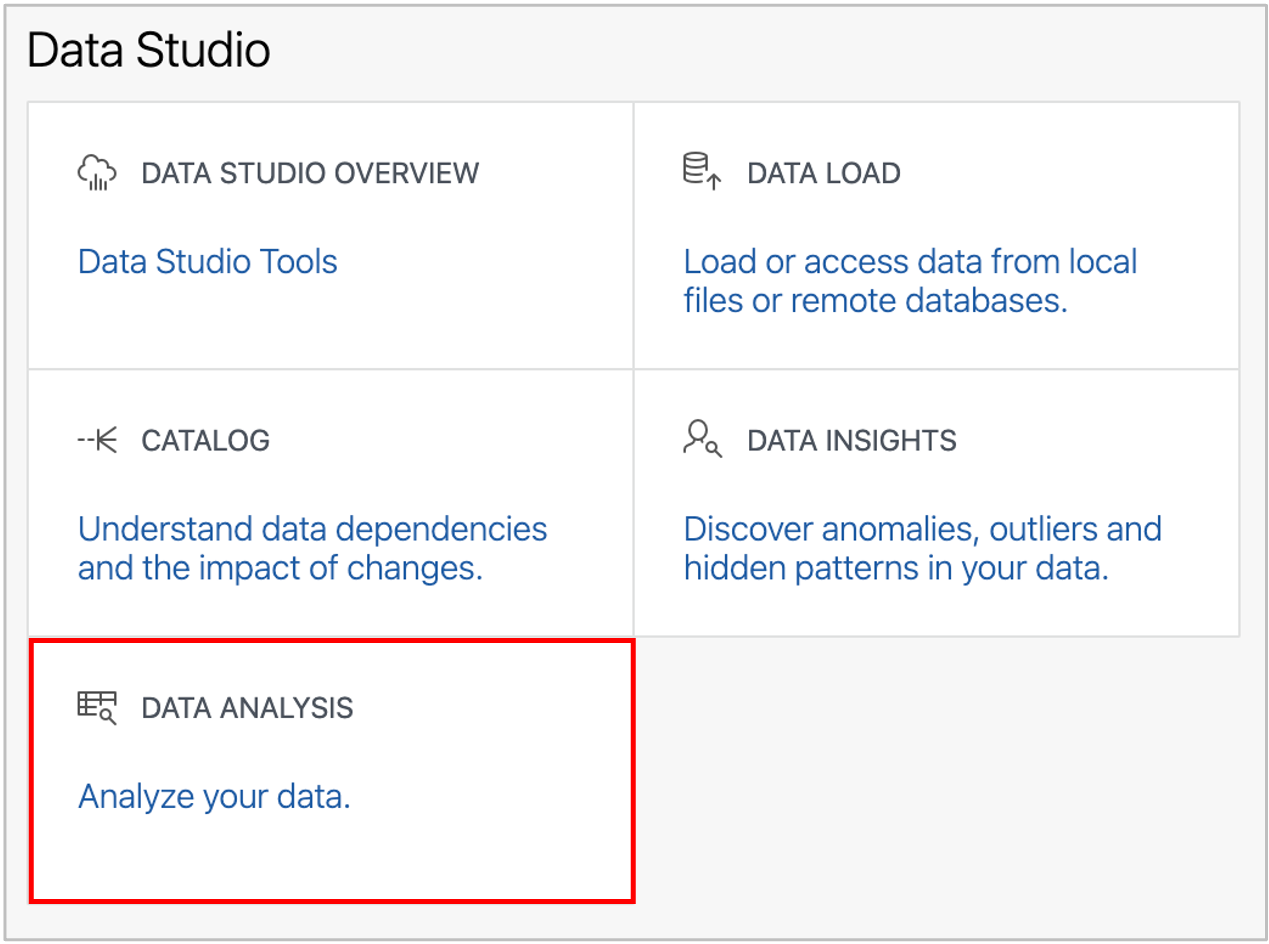 Data Studio
DATA STUDIO OVERVIEW
Data Studio Tools
DATA LOAD
Load or access data from local
files or remote databases.
CATALOG
Understand data dependencies
and the impact of changes.
DATA INSIGHTS
Discover anomalies, outliers and
hidden patterns in your data.
DATA ANALYSIS
Analyze your data.